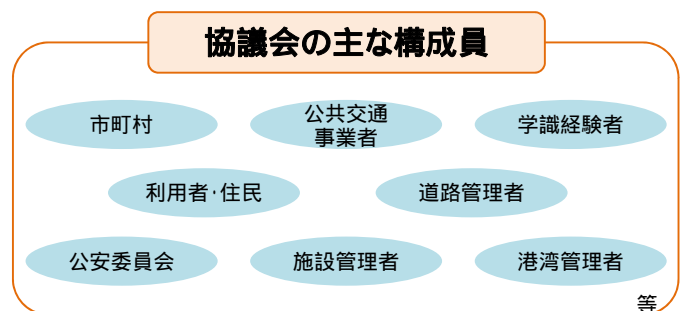 協議会の主な構成員
市町村
公共交通
事業者
学識経験者
利用者・住民
道路管理者
公安委員会
施設管理者
港湾管理者
等